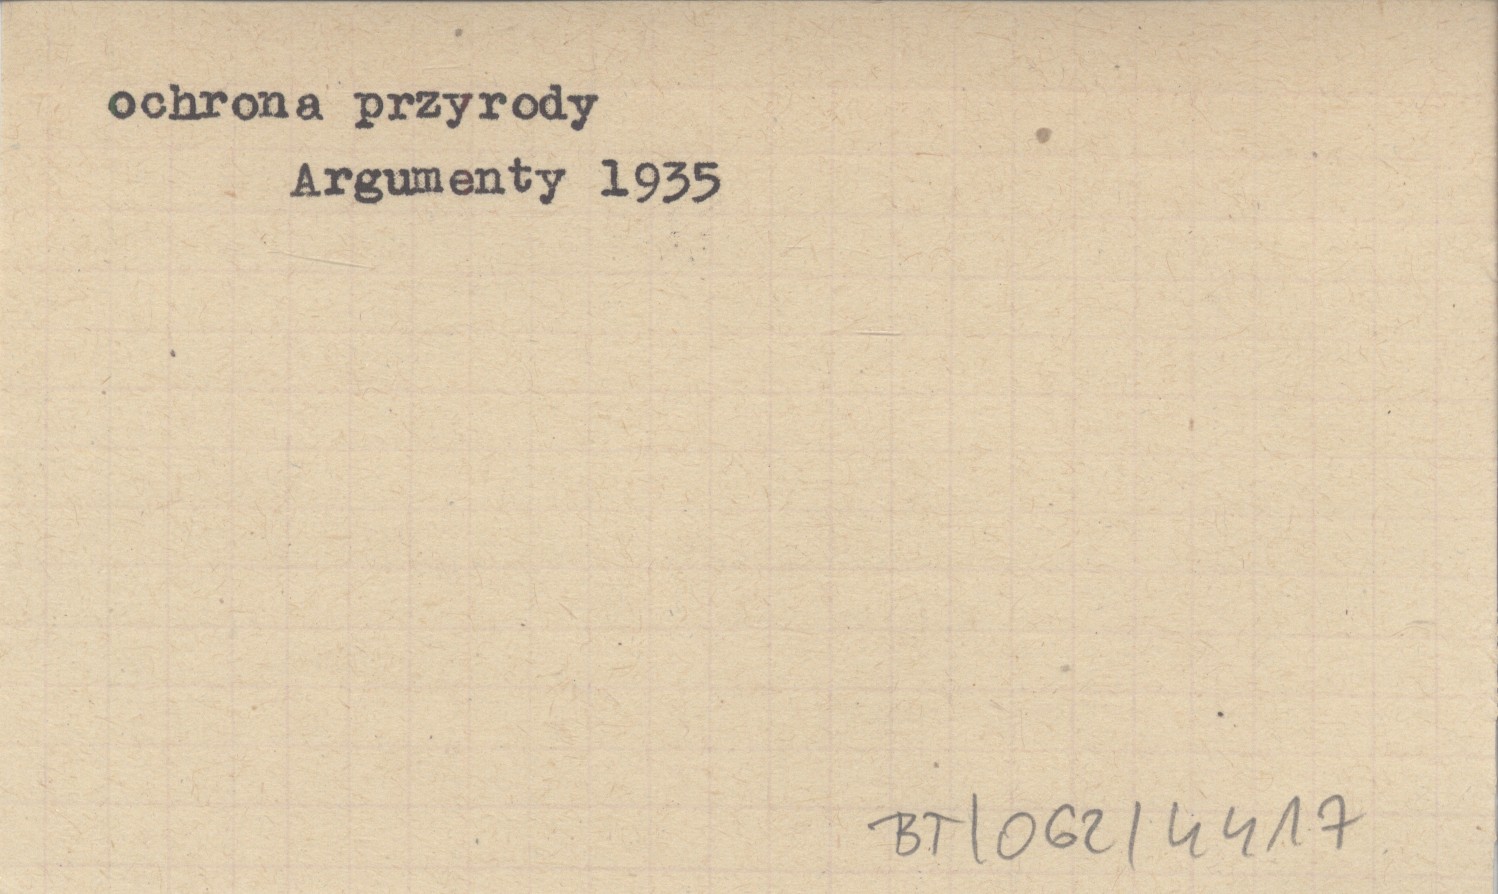 ochrona przyrody
Argumenty 1935
BT/062/4417